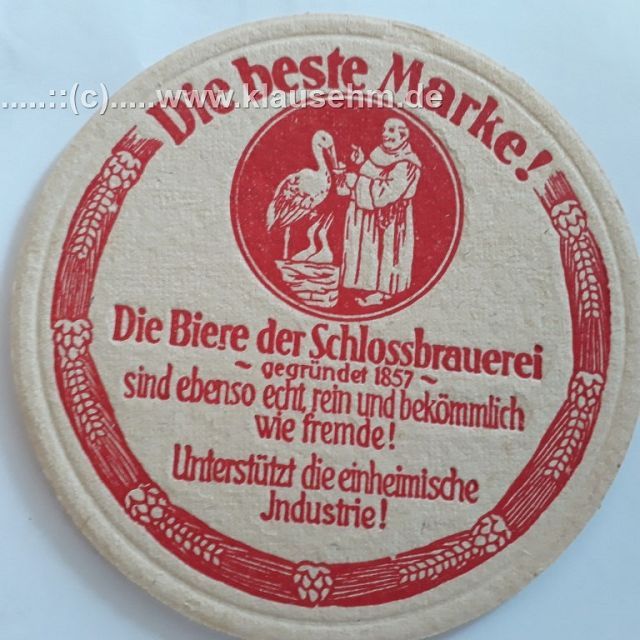 Die beste Marke!
.....::(c).....www.klausehm.de
Die Biere der Schlossbrauerei
~ gegründet 1857 ~
sind ebenso echt, rein und bekömmlich
wie fremde!
Unterstützt die einheimische
Jndustrie!